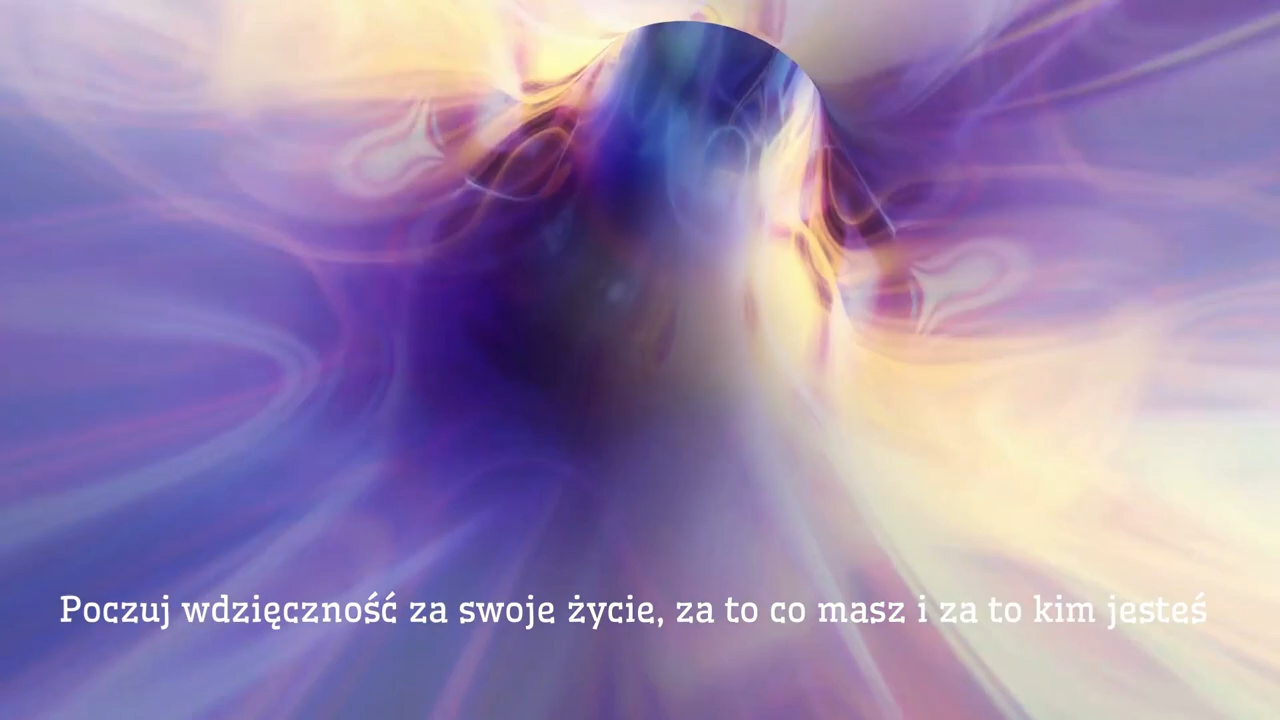 Poczuj wdzięczność za swoje życie, za to co masz i za to kim jesteś